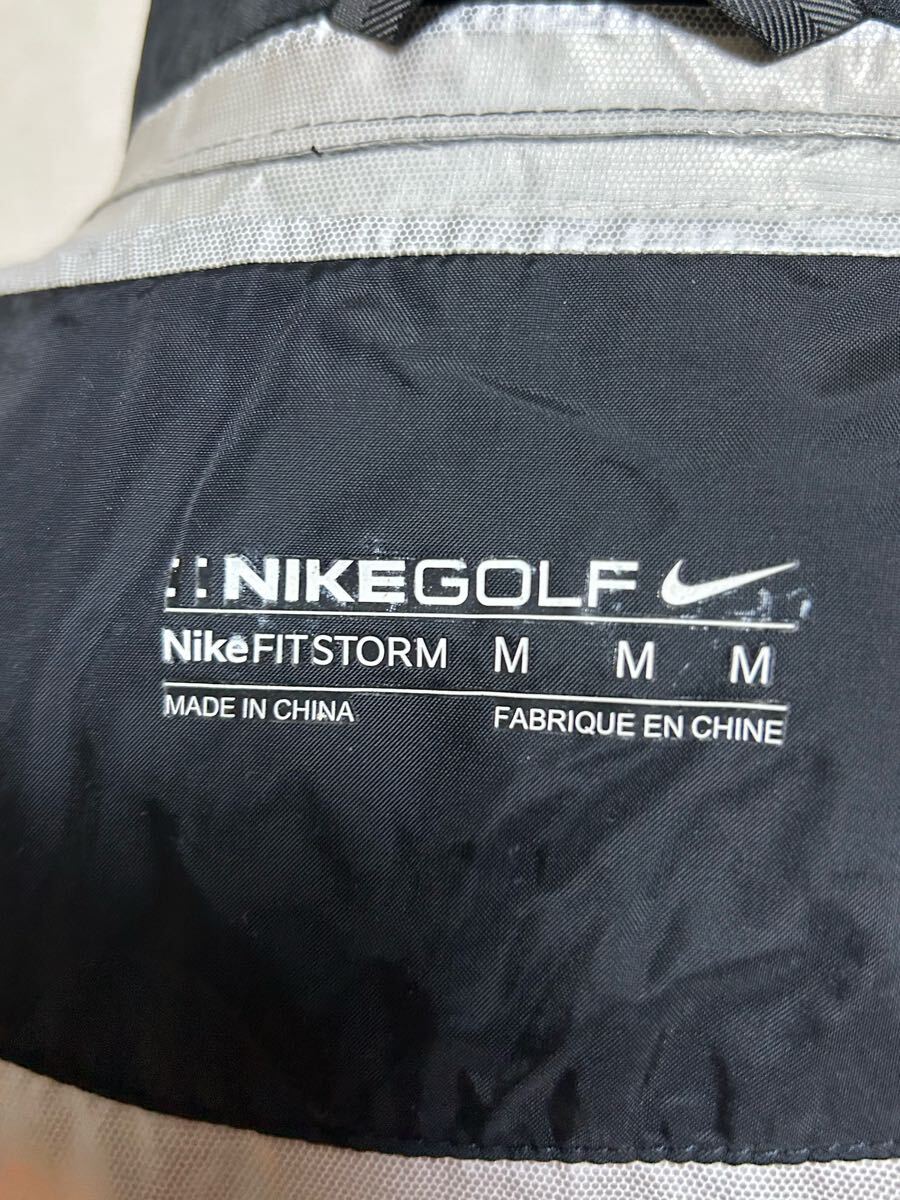 NIKEGOLF
NikeFITSTORM M M M
MADE IN CHINA FABRIQUE EN CHINE